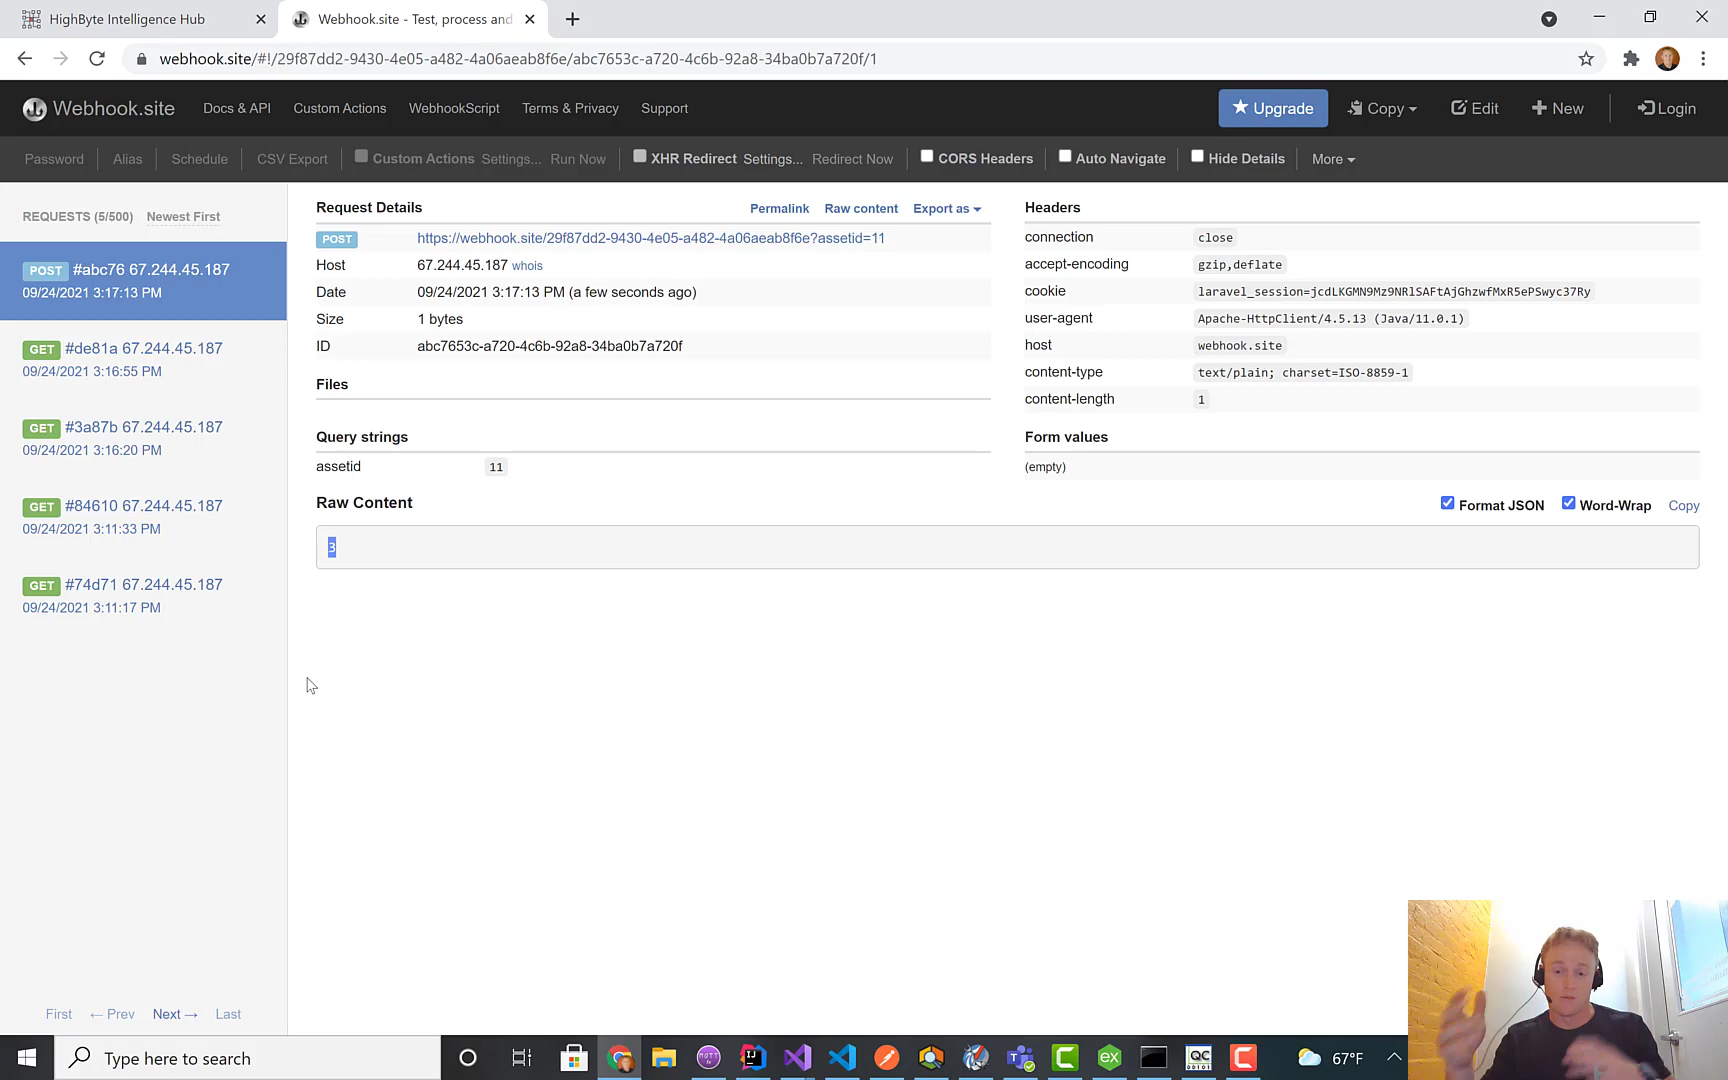 HighByte Intelligence Hub
Webhook.site - Test, process and
webhook.site/#!/29f87dd2-9430-4e05-a482-4a06aeab8f6e/abc7653c-a720-4c6b-92a8-34ba0b7a720f/1
Webhook.site Docs & API Custom Actions WebhookScript Terms & Privacy Support Upgrade Copy Edit New Login
Password Alias Schedule CSV Export Custom Actions Settings... Run Now XHR Redirect Settings... Redirect Now CORS Headers Auto Navigate Hide Details More
REQUESTS (5/500) Newest First
POST #abc76 67.244.45.187
09/24/2021 3:17:13 PM
GET #de81a 67.244.45.187
09/24/2021 3:16:55 PM
GET #3a87b 67.244.45.187
09/24/2021 3:16:20 PM
GET #84610 67.244.45.187
09/24/2021 3:11:33 PM
GET #74d71 67.244.45.187
09/24/2021 3:11:17 PM
First ← Prev Next → Last
Request Details Permalink Raw content Export as
POST https://webhook.site/29f87dd2-9430-4e05-a482-4a06aeab8f6e?assetid=11
Host 67.244.45.187 whois
Date 09/24/2021 3:17:13 PM (a few seconds ago)
Size 1 bytes
ID abc7653c-a720-4c6b-92a8-34ba0b7a720f
Files
Query strings
assetid 11
Headers
connection close
accept-encoding gzip,deflate
cookie laravel_session=jcdLKGMN9Mz9NRlSAFtAjGhzwfMxR5ePSwyc37Ry
user-agent Apache-HttpClient/4.5.13 (Java/11.0.1)
host webhook.site
content-type text/plain; charset=ISO-8859-1
content-length 1
Form values
(empty)
Raw Content Format JSON Word-Wrap Copy
3
Type here to search
MQTT
FX
IJ
ex
QC
67°F